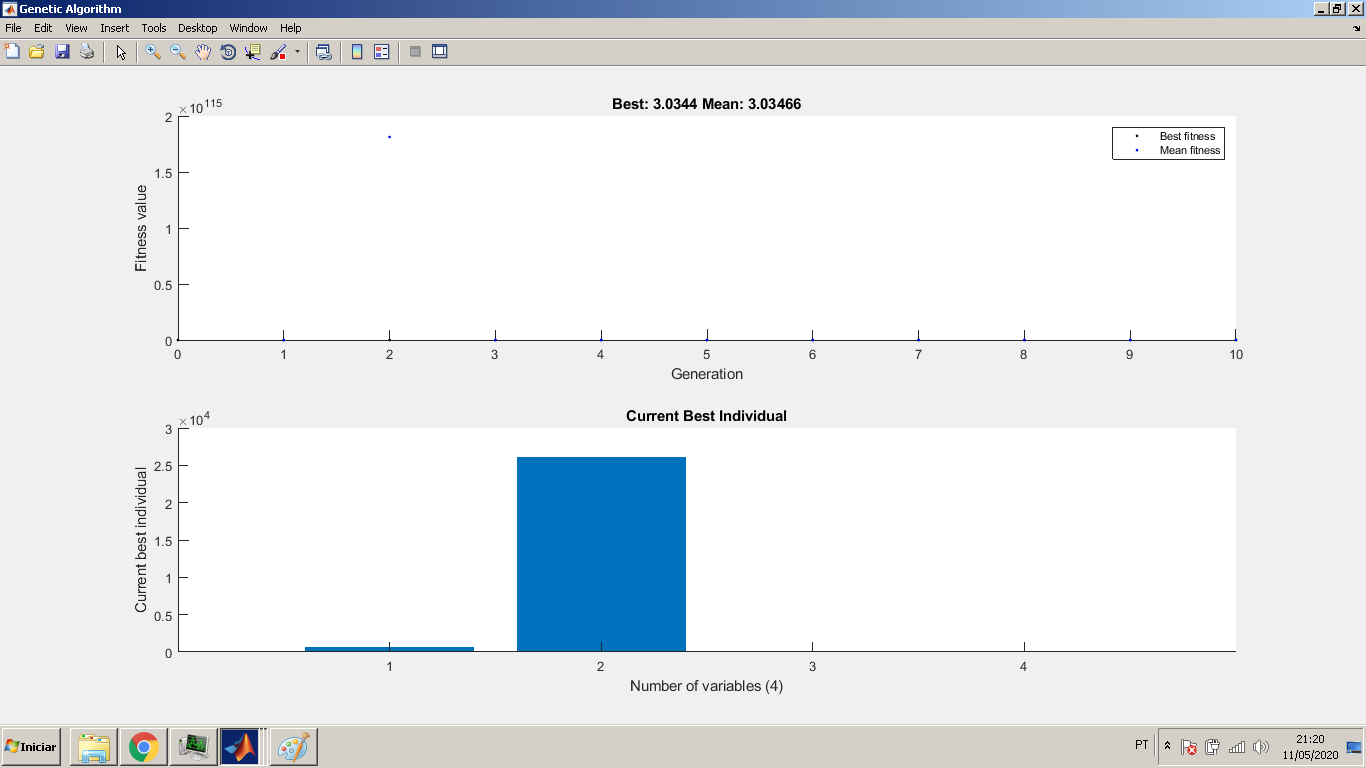 Genetic Algorithm
File Edit View Insert Tools Desktop Window Help
×10^115
Best: 3.0344 Mean: 3.03466
2
1.5
1
0.5
0
Fitness value
Best fitness
Mean fitness
0 1 2 3 4 5 6 7 8 9 10
Generation
×10^4
Current Best Individual
3
2.5
2
1.5
1
0.5
0
Current best individual
1 2 3 4
Number of variables (4)
Iniciar
PT
21:20
11/05/2020